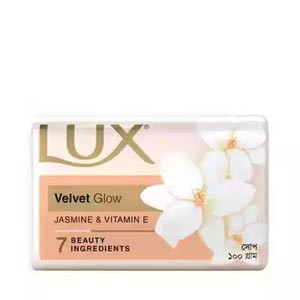 LUX
Velvet Glow
JASMINE & VITAMIN E
7 BEAUTY
INGREDIENTS
সোপ
১০০ গ্রাম